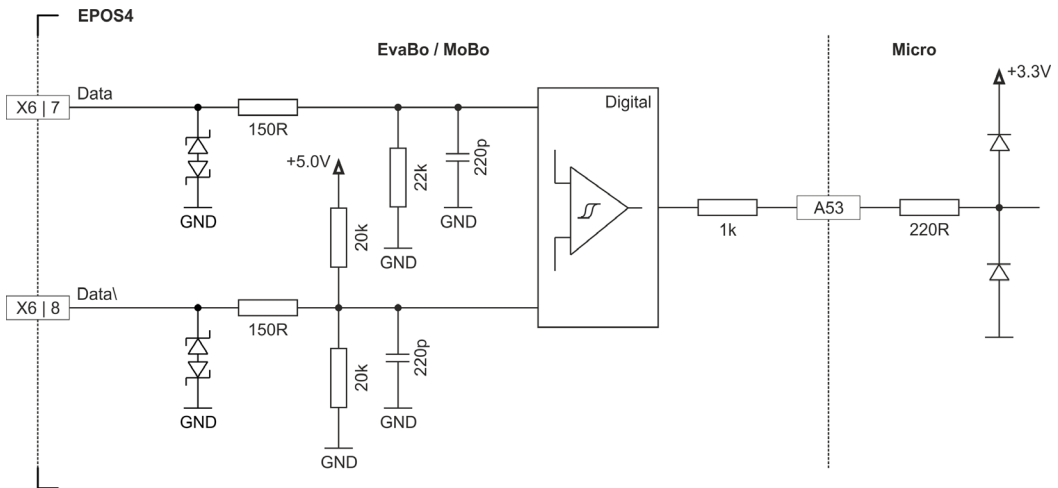 EPOS4
EvaBo / MoBo
Micro
X6 | 7
Data
150R
GND
22k
GND
220p
GND
+5.0V
20k
Digital
1k
A53
220R
+3.3V
X6 | 8
Data\
150R
GND
20k
GND
220p
GND